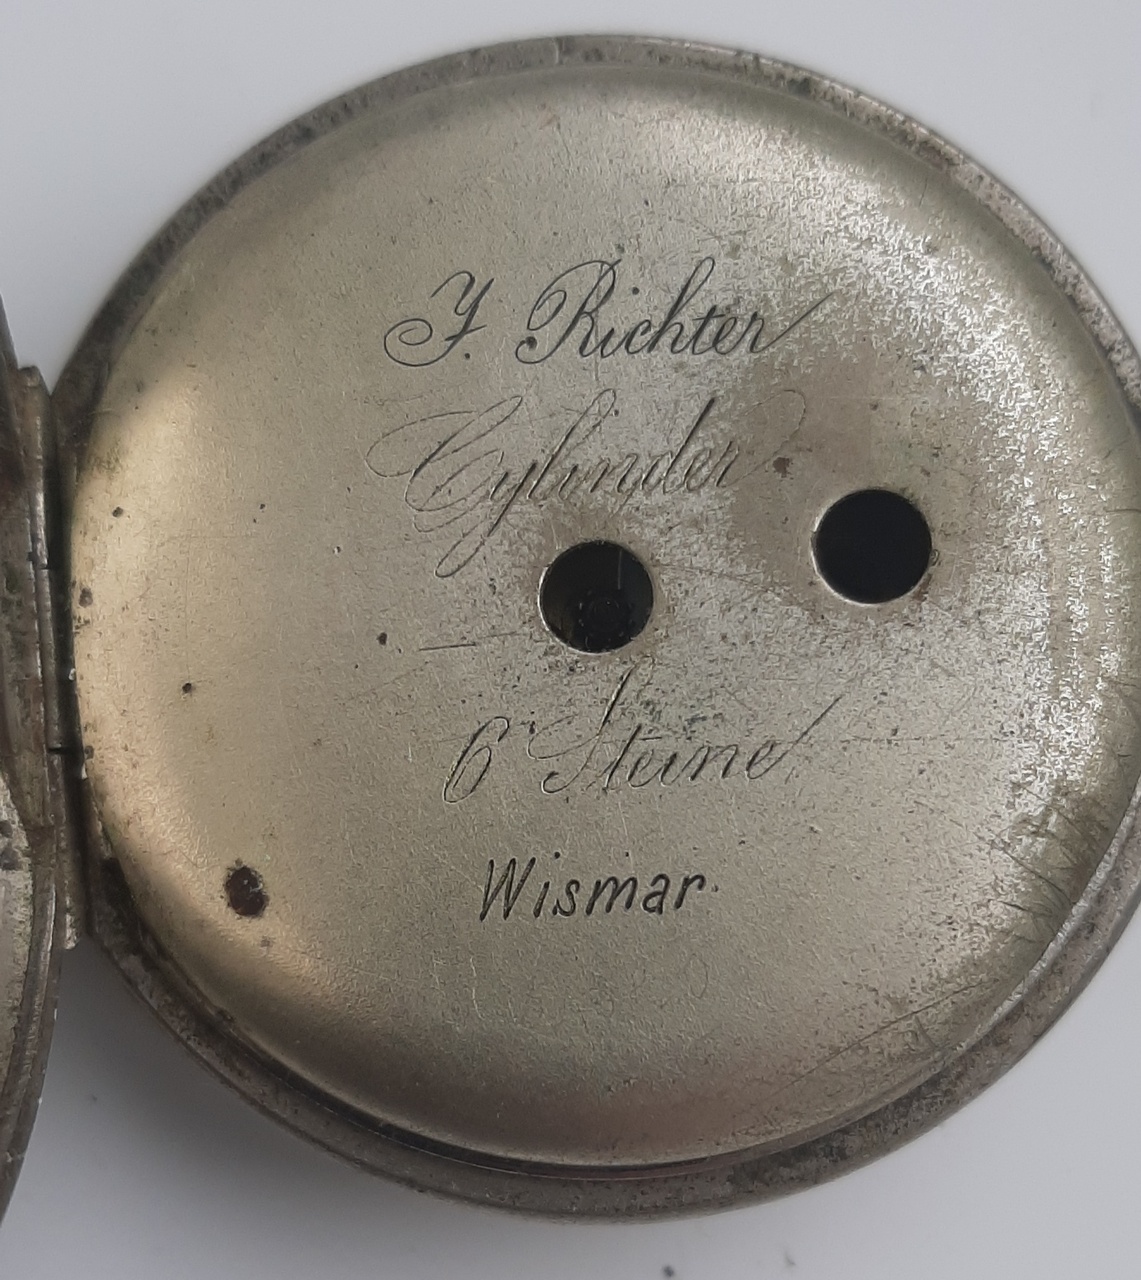 J. Richter
Cylinder
6 Steine
Wismar.